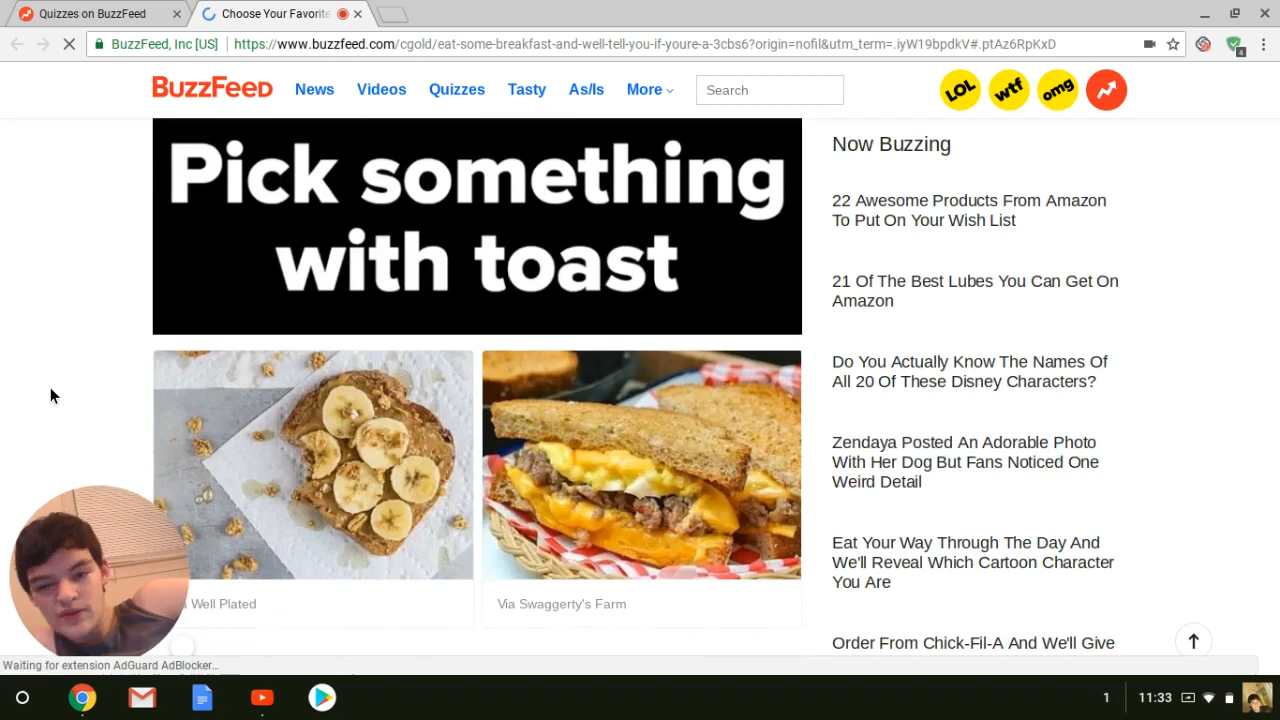 Quizzes on BuzzFeed
Choose Your Favorite
BuzzFeed, Inc [US]
https://www.buzzfeed.com/cgold/eat-some-breakfast-and-well-tell-you-if-youre-a-3cbs6?origin=nofil&utm_term=.iyW19bpdkV#.ptAz6RpKxD
4
BuzzFeed
News
Videos
Quizzes
Tasty
As/Is
More
Search
LOL
wtf
omg
Pick something
with toast
Via Swaggerty's Farm
Well Plated
Now Buzzing
22 Awesome Products From Amazon
To Put On Your Wish List
21 Of The Best Lubes You Can Get On
Amazon
Do You Actually Know The Names Of
All 20 Of These Disney Characters?
Zendaya Posted An Adorable Photo
With Her Dog But Fans Noticed One
Weird Detail
Eat Your Way Through The Day And
We'll Reveal Which Cartoon Character
You Are
Order From Chick-Fil-A And We'll Give
Waiting for extension AdGuard AdBlocker...
1
11:33